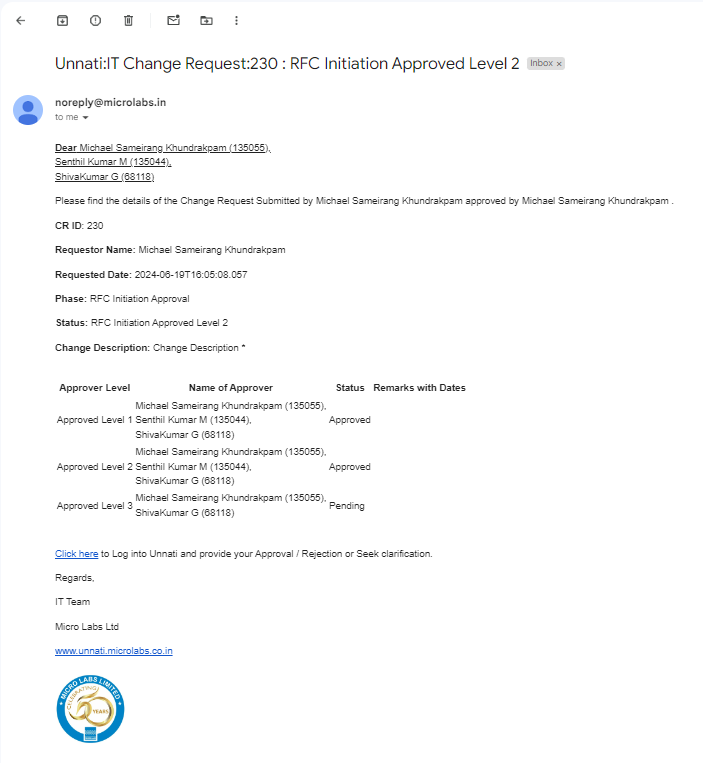 Unnati:IT Change Request:230 : RFC Initiation Approved Level 2 Inbox x
noreply@microlabs.in
to me
Dear Michael Sameirang Khundrakpam (135055),
Senthil Kumar M (135044),
ShivaKumar G (68118)
Please find the details of the Change Request Submitted by Michael Sameirang Khundrakpam approved by Michael Sameirang Khundrakpam .
CR ID: 230
Requestor Name: Michael Sameirang Khundrakpam
Requested Date: 2024-06-19T16:05:08.057
Phase: RFC Initiation Approval
Status: RFC Initiation Approved Level 2
Change Description: Change Description *
Approver Level Name of Approver Status Remarks with Dates
Michael Sameirang Khundrakpam (135055),
Approved Level 1 Senthil Kumar M (135044), Approved
ShivaKumar G (68118)
Michael Sameirang Khundrakpam (135055),
Approved Level 2 Senthil Kumar M (135044), Approved
ShivaKumar G (68118)
Michael Sameirang Khundrakpam (135055),
Approved Level 3 Pending
ShivaKumar G (68118)
Click here to Log into Unnati and provide your Approval / Rejection or Seek clarification.
Regards,
IT Team
Micro Labs Ltd
www.unnati.microlabs.co.in
MICRO LABS LIMITED
CELEBRATING
50 YEARS